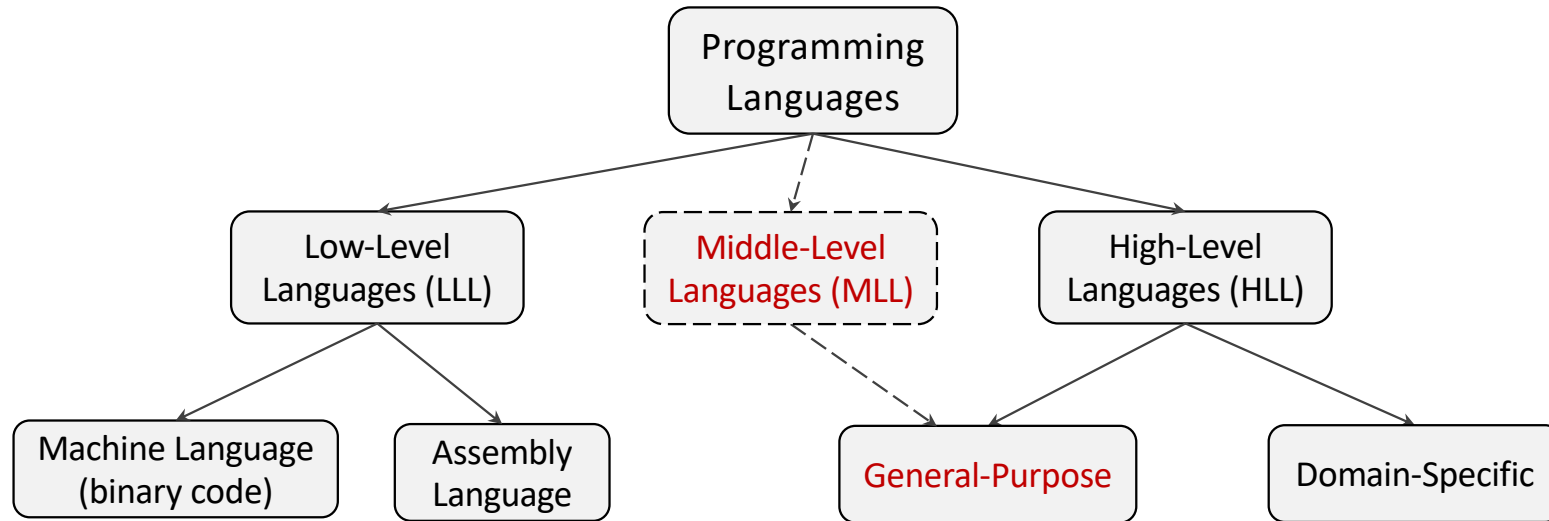 Programming
Languages
Low-Level
Languages (LLL)
Middle-Level
Languages (MLL)
High-Level
Languages (HLL)
Machine Language
(binary code)
Assembly
Language
General-Purpose
Domain-Specific